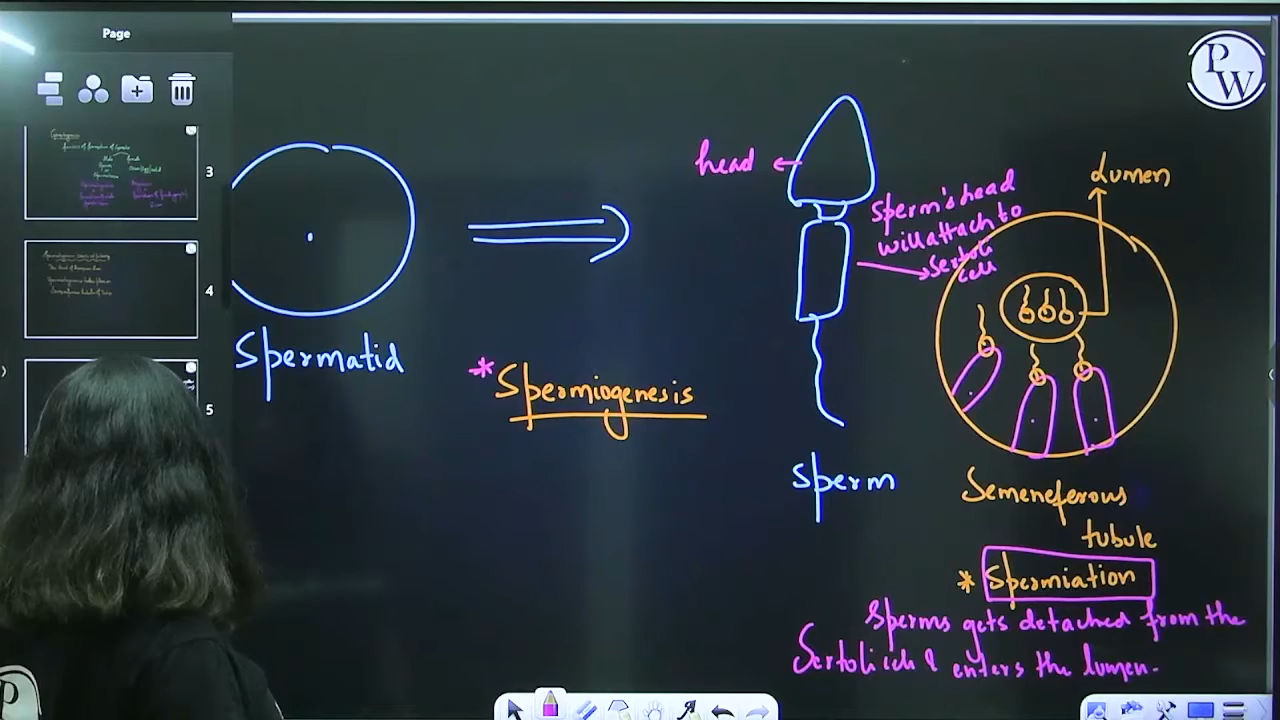 Page
P
W
3
4
5
head
Lumen
Sperm's head
will attach to
Sertoli
cell
Spermatid
* Spermiogenesis
Sperm
Semeneferous
tubule
* Spermiation
Sperms gets detached from the
Sertoli & enters the lumen.
P